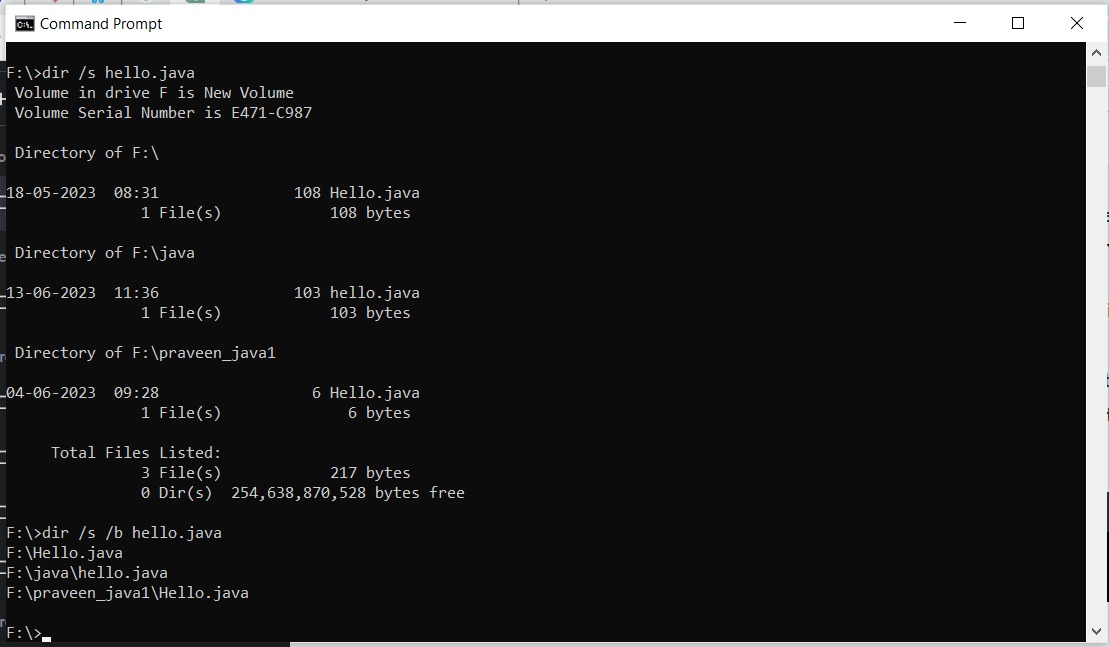 Command Prompt
F:\>dir /s hello.java
Volume in drive F is New Volume
Volume Serial Number is E471-C987
Directory of F:\
18-05-2023  08:31               108 Hello.java
1 File(s)            108 bytes
Directory of F:\java
13-06-2023  11:36               103 hello.java
1 File(s)            103 bytes
Directory of F:\praveen_java1
04-06-2023  09:28                 6 Hello.java
1 File(s)              6 bytes
Total Files Listed:
3 File(s)            217 bytes
0 Dir(s)  254,638,870,528 bytes free
F:\>dir /s /b hello.java
F:\Hello.java
F:\java\hello.java
F:\praveen_java1\Hello.java
F:\>